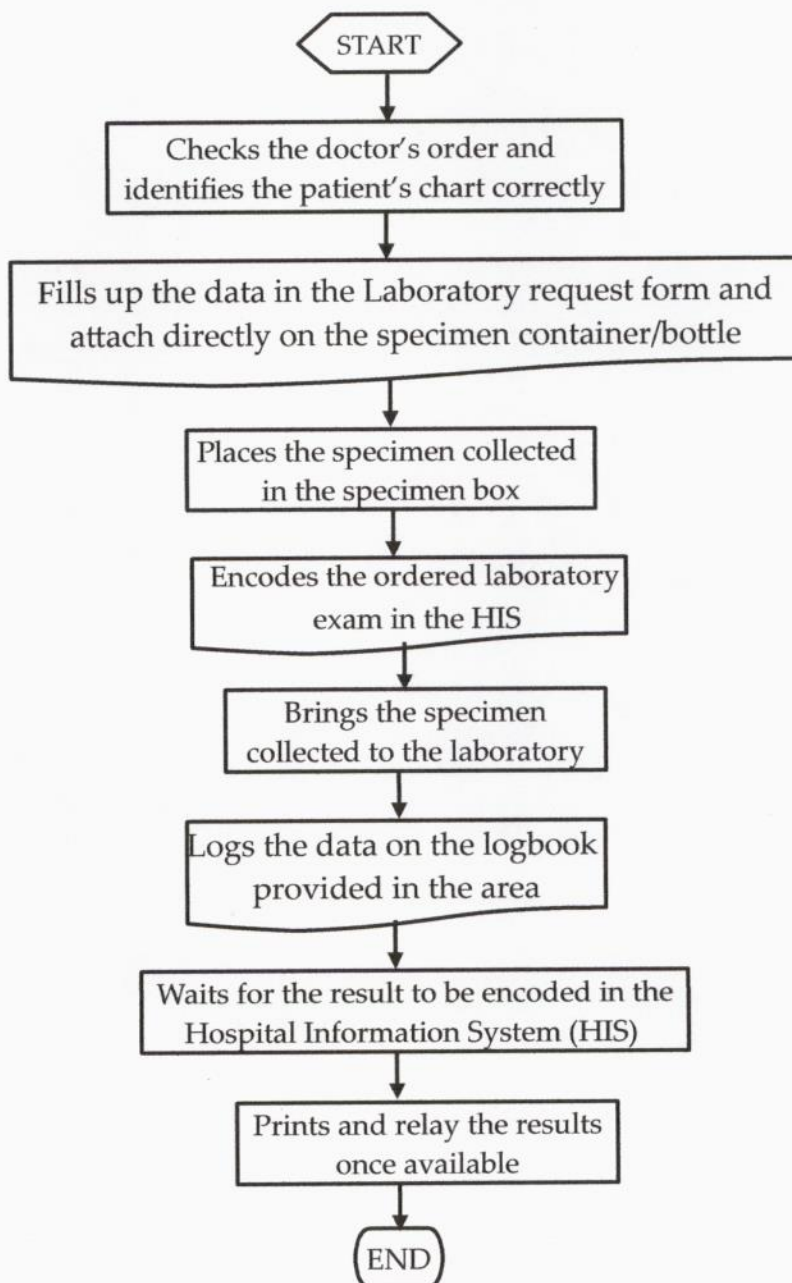 START
Checks the doctor's order and
identifies the patient's chart correctly
Fills up the data in the Laboratory request form and
attach directly on the specimen container/bottle
Places the specimen collected
in the specimen box
Encodes the ordered laboratory
exam in the HIS
Brings the specimen
collected to the laboratory
Logs the data on the logbook
provided in the area
Waits for the result to be encoded in the
Hospital Information System (HIS)
Prints and relay the results
once available
END